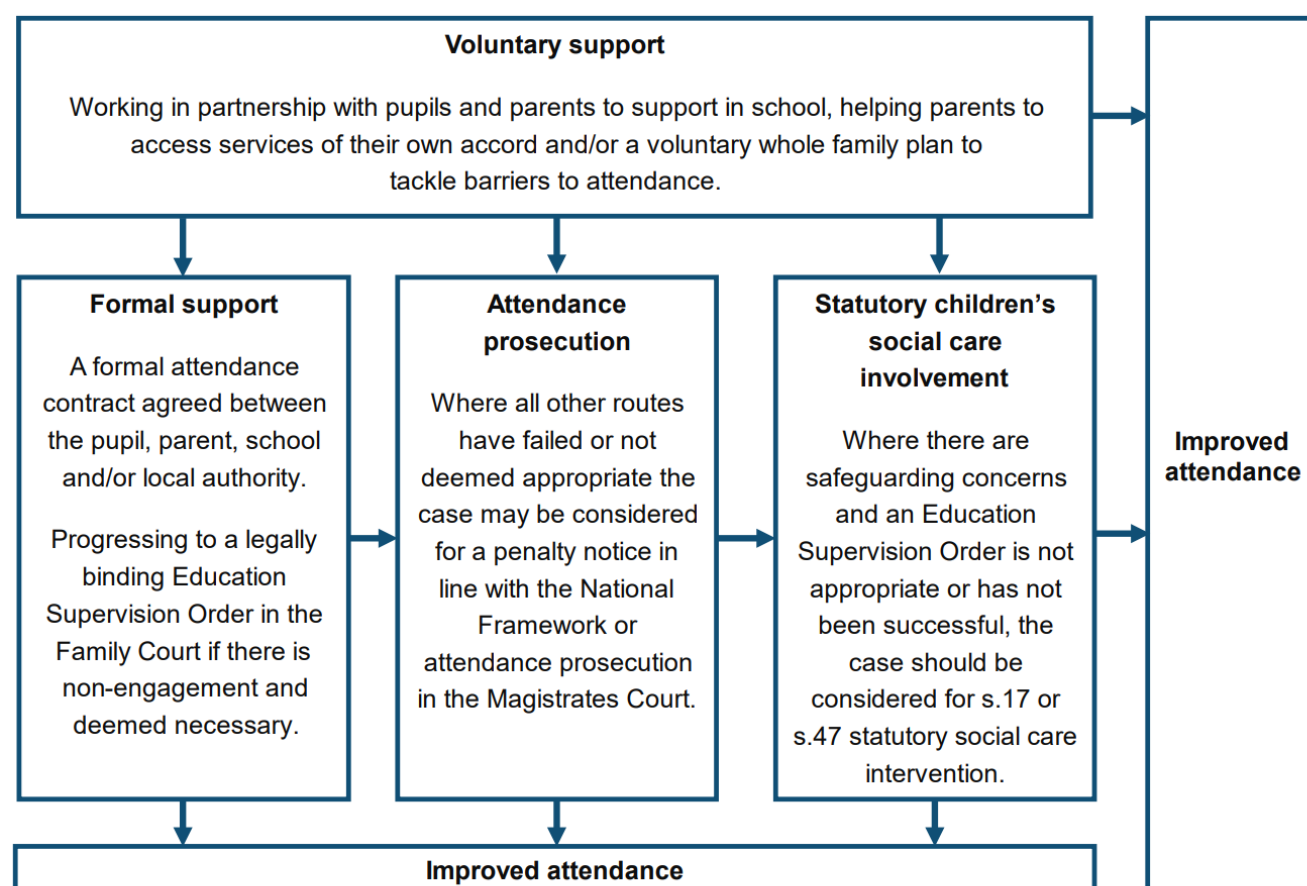 Voluntary support
Working in partnership with pupils and parents to support in school, helping parents to
access services of their own accord and/or a voluntary whole family plan to
tackle barriers to attendance.
Formal support
A formal attendance
contract agreed between
the pupil, parent, school
and/or local authority.
Progressing to a legally
binding Education
Supervision Order in the
Family Court if there is
non-engagement and
deemed necessary.
Attendance
prosecution
Where all other routes
have failed or not
deemed appropriate the
case may be considered
for a penalty notice in
line with the National
Framework or
attendance prosecution
in the Magistrates Court.
Statutory children’s
social care
involvement
Where there are
safeguarding concerns
and an Education
Supervision Order is not
appropriate or has not
been successful, the
case should be
considered for s.17 or
s.47 statutory social care
intervention.
Improved
attendance
Improved attendance